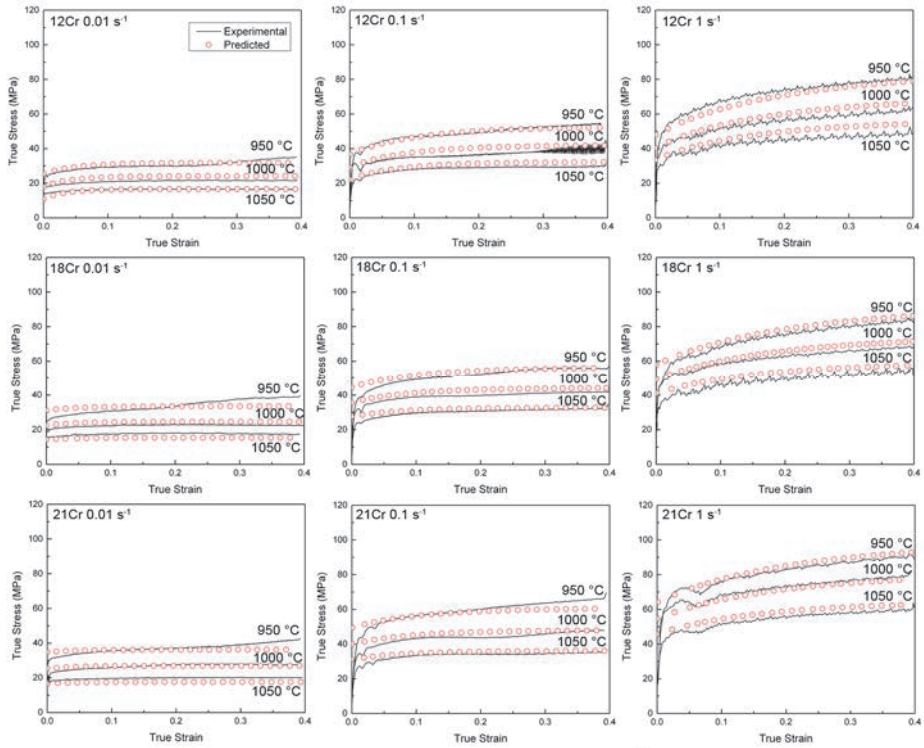 12Cr 0.01 s⁻¹
Experimental
Predicted
950 °C
1000 °C
1050 °C
True Stress (MPa)
0
20
40
60
80
100
120
0.0
0.1
0.2
0.3
0.4
True Strain
12Cr 0.1 s⁻¹
950 °C
1000 °C
1050 °C
True Stress (MPa)
0
20
40
60
80
100
120
0.0
0.1
0.2
0.3
0.4
True Strain
12Cr 1 s⁻¹
950 °C
1000 °C
1050 °C
True Stress (MPa)
0
20
40
60
80
100
120
0.0
0.1
0.2
0.3
0.4
True Strain
18Cr 0.01 s⁻¹
950 °C
1000 °C
1050 °C
True Stress (MPa)
0
20
40
60
80
100
120
0.0
0.1
0.2
0.3
0.4
True Strain
18Cr 0.1 s⁻¹
950 °C
1000 °C
1050 °C
True Stress (MPa)
0
20
40
60
80
100
120
0.0
0.1
0.2
0.3
0.4
True Strain
18Cr 1 s⁻¹
950 °C
1000 °C
1050 °C
True Stress (MPa)
0
20
40
60
80
100
120
0.0
0.1
0.2
0.3
0.4
True Strain
21Cr 0.01 s⁻¹
950 °C
1000 °C
1050 °C
True Stress (MPa)
0
20
40
60
80
100
120
0.0
0.1
0.2
0.3
0.4
True Strain
21Cr 0.1 s⁻¹
950 °C
1000 °C
1050 °C
True Stress (MPa)
0
20
40
60
80
100
120
0.0
0.1
0.2
0.3
0.4
True Strain
21Cr 1 s⁻¹
950 °C
1000 °C
1050 °C
True Stress (MPa)
0
20
40
60
80
100
120
0.0
0.1
0.2
0.3
0.4
True Strain